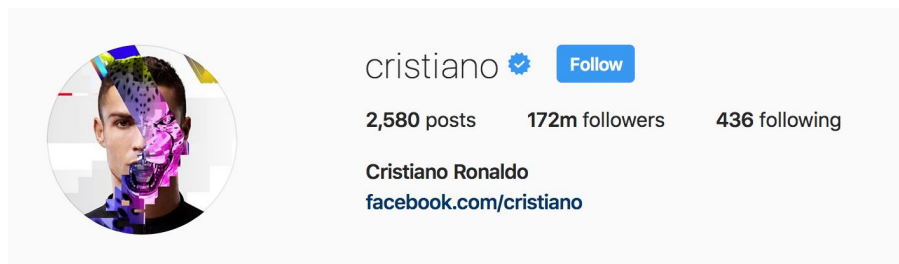 cristiano Follow
2,580 posts 172m followers 436 following
Cristiano Ronaldo
facebook.com/cristiano